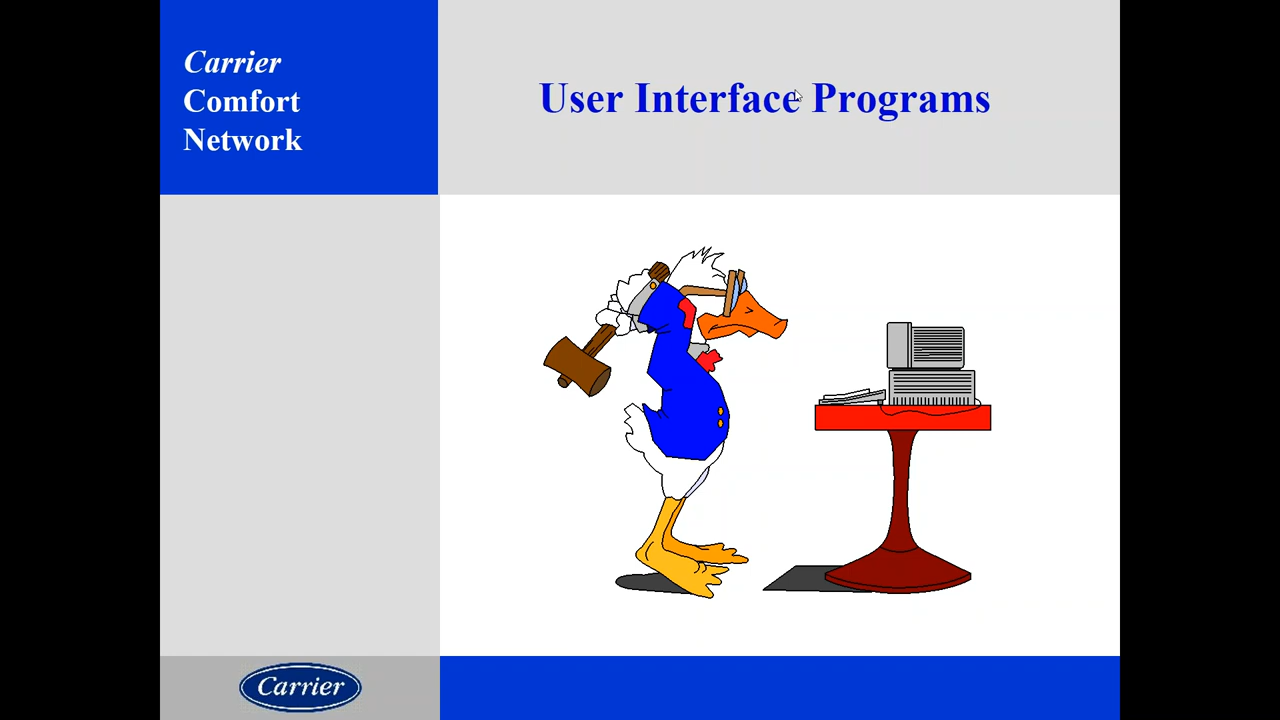 Carrier
Comfort
Network
User Interface Programs
Carrier